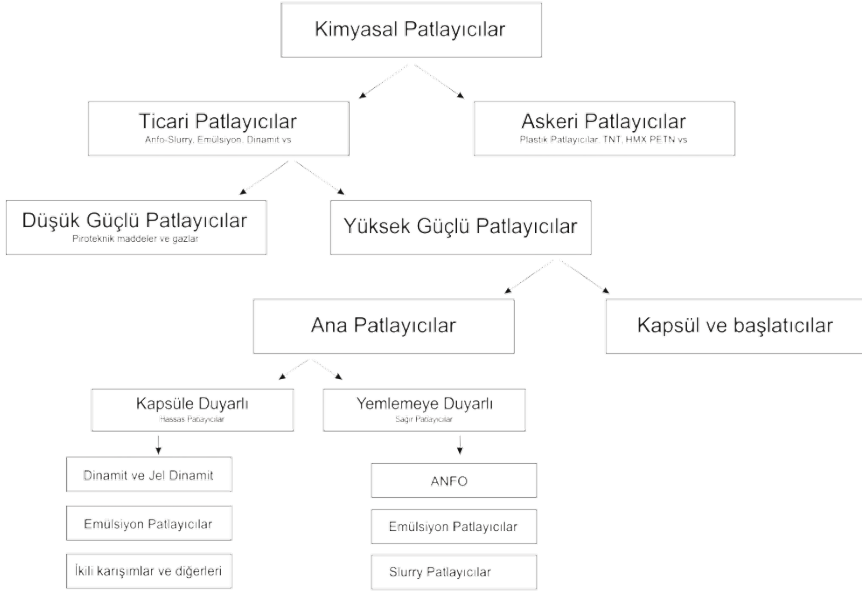 Kimyasal Patlayıcılar
Ticari Patlayıcılar
Anfo-Slurry, Emülsiyon, Dinamit vs
Askeri Patlayıcılar
Plastik Patlayıcılar, TNT, HMX PETN vs
Düşük Güçlü Patlayıcılar
Piroteknik maddeler ve gazlar
Yüksek Güçlü Patlayıcılar
Ana Patlayıcılar
Kapsül ve başlatıcılar
Kapsüle Duyarlı
Hassas Patlayıcılar
Yemlemeye Duyarlı
Sağır Patlayıcılar
Dinamit ve Jel Dinamit
Emülsiyon Patlayıcılar
İkili karışımlar ve diğerleri
ANFO
Emülsiyon Patlayıcılar
Slurry Patlayıcılar